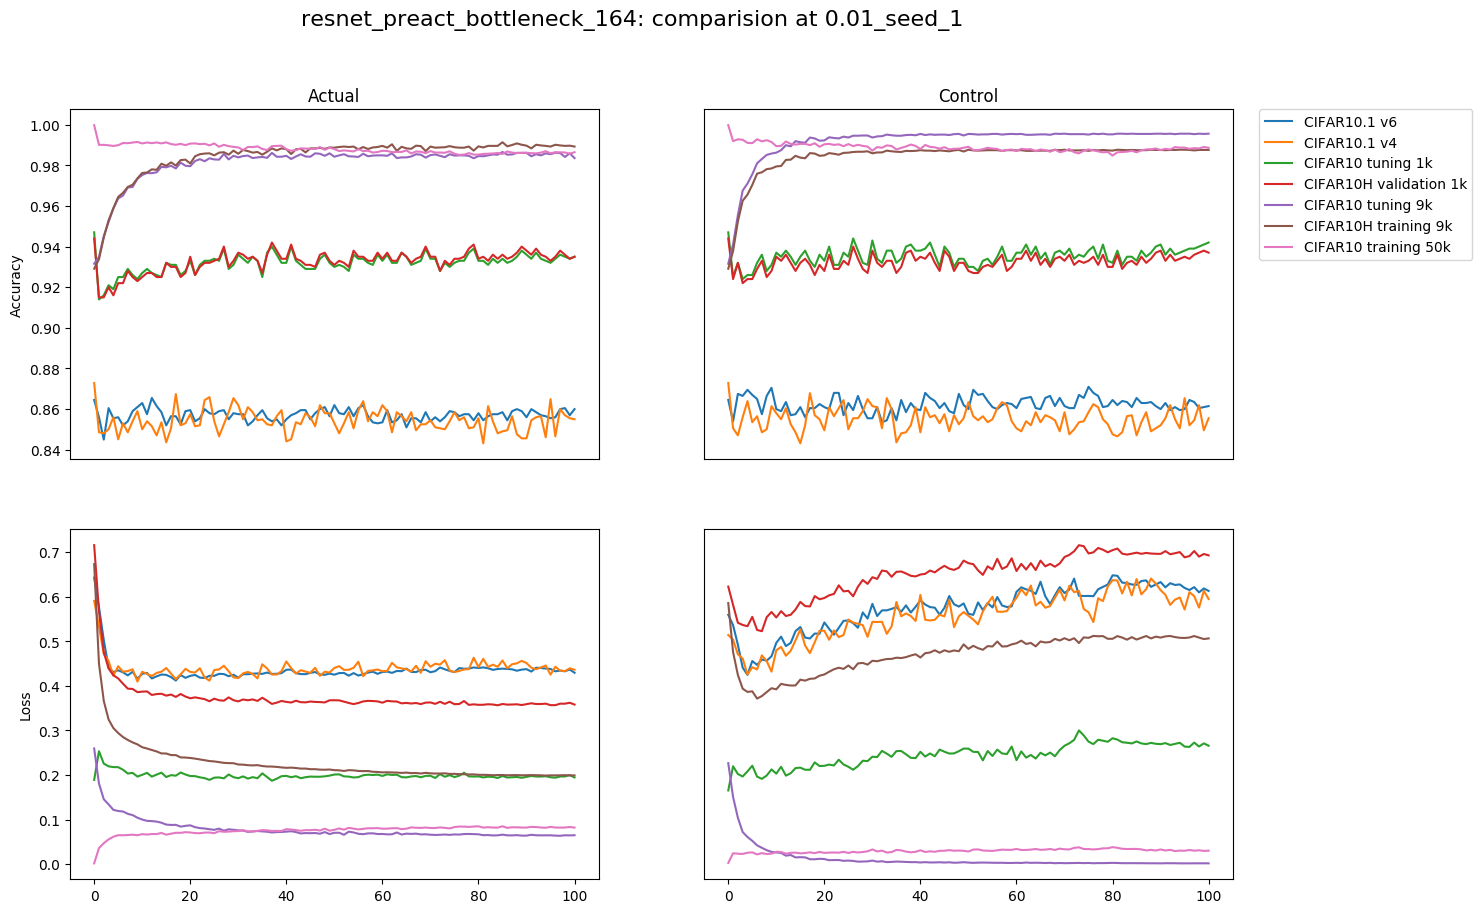 resnet_preact_bottleneck_164: comparision at 0.01_seed_1
Actual
Control
CIFAR10.1 v6
CIFAR10.1 v4
CIFAR10 tuning 1k
CIFAR10H validation 1k
CIFAR10 tuning 9k
CIFAR10H training 9k
CIFAR10 training 50k
Accuracy
1.00
0.98
0.96
0.94
0.92
0.90
0.88
0.86
0.84
Loss
0.7
0.6
0.5
0.4
0.3
0.2
0.1
0.0
0 20 40 60 80 100
0 20 40 60 80 100